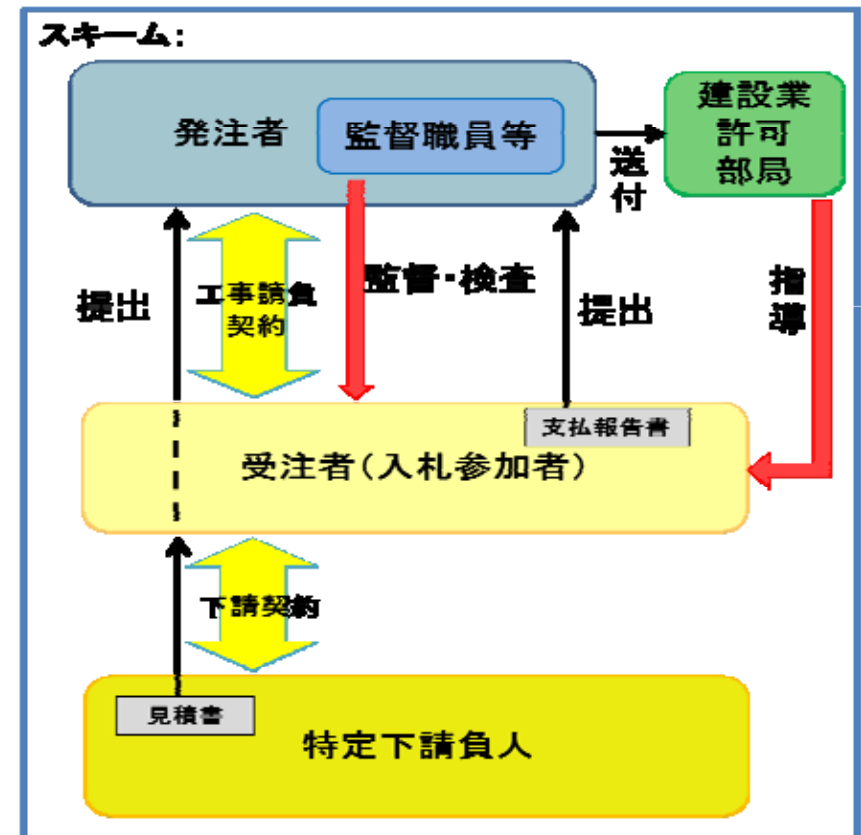 スキーム:
発注者
監督職員等
建設業
許可
部局
送
付
提出
工事請負
契約
監督・検査
提出
指
導
支払報告書
受注者(入札参加者)
下請契約
見積書
特定下請負人